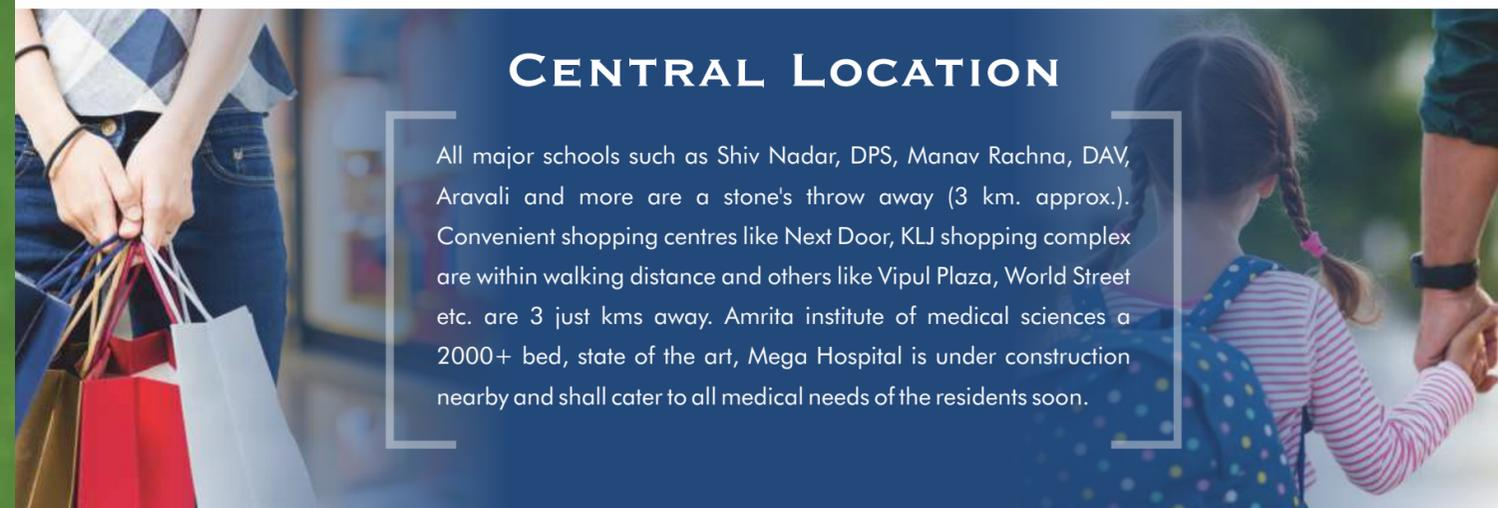 CENTRAL LOCATION
All major schools such as Shiv Nadar, DPS, Manav Rachna, DAV,
Aravali and more are a stone's throw away (3 km. approx.).
Convenient shopping centres like Next Door, KLJ shopping complex
are within walking distance and others like Vipul Plaza, World Street
etc. are 3 just kms away. Amrita institute of medical sciences a
2000+ bed, state of the art, Mega Hospital is under construction
nearby and shall cater to all medical needs of the residents soon.